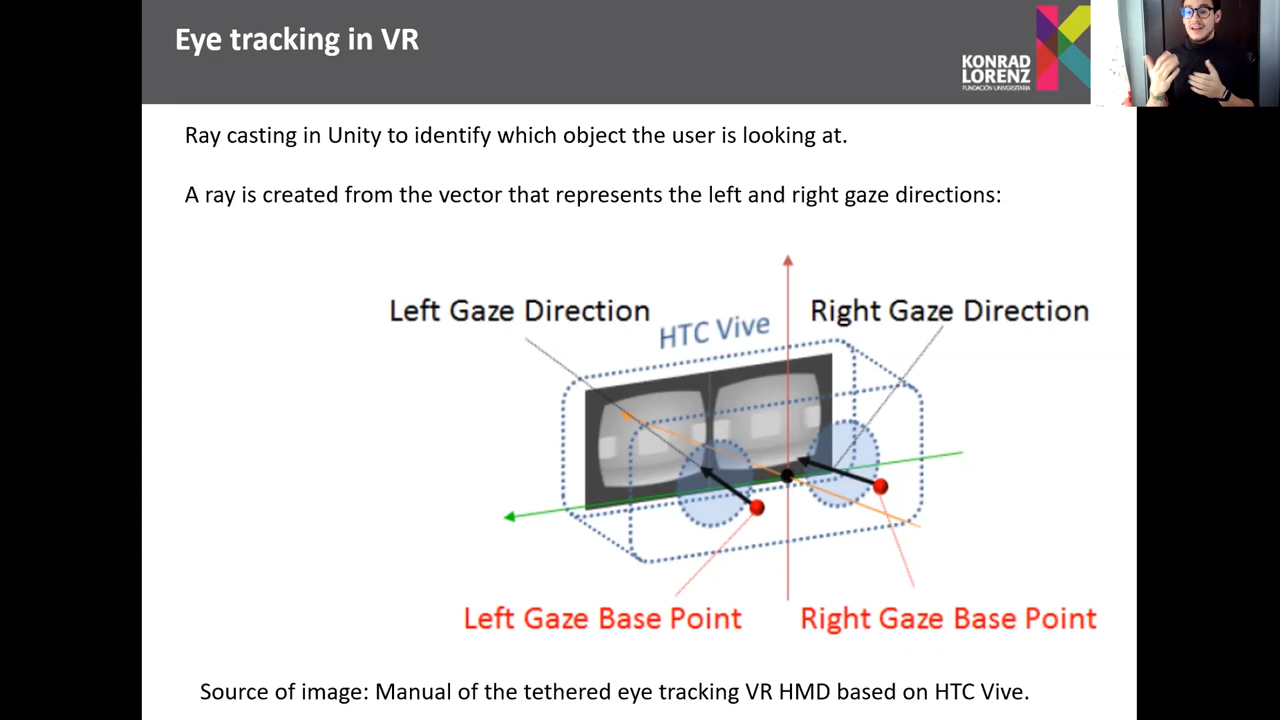 Eye tracking in VR
KONRAD
LORENZ
FUNDACIÓN UNIVERSITARIA
Ray casting in Unity to identify which object the user is looking at.
A ray is created from the vector that represents the left and right gaze directions:
Left Gaze Direction
HTC Vive
Right Gaze Direction
Left Gaze Base Point
Right Gaze Base Point
Source of image: Manual of the tethered eye tracking VR HMD based on HTC Vive.